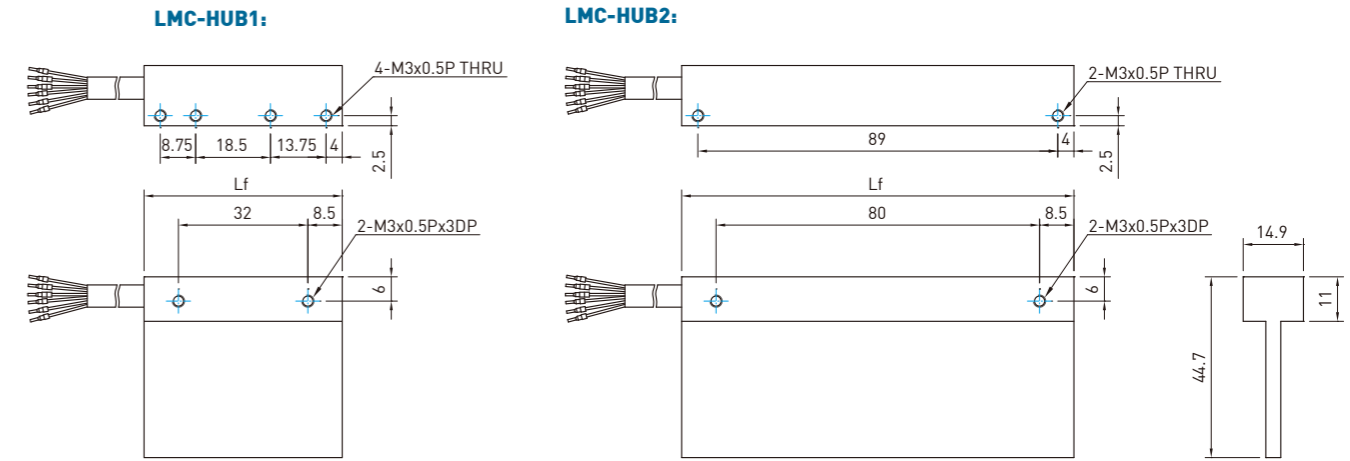 LMC-HUB1:
LMC-HUB2:
4-M3x0.5P THRU
8.75
18.5
13.75
4
2.5
Lf
32
8.5
2-M3x0.5Px3DP
6
2-M3x0.5P THRU
89
4
2.5
Lf
80
8.5
2-M3x0.5Px3DP
6
14.9
11
44.7